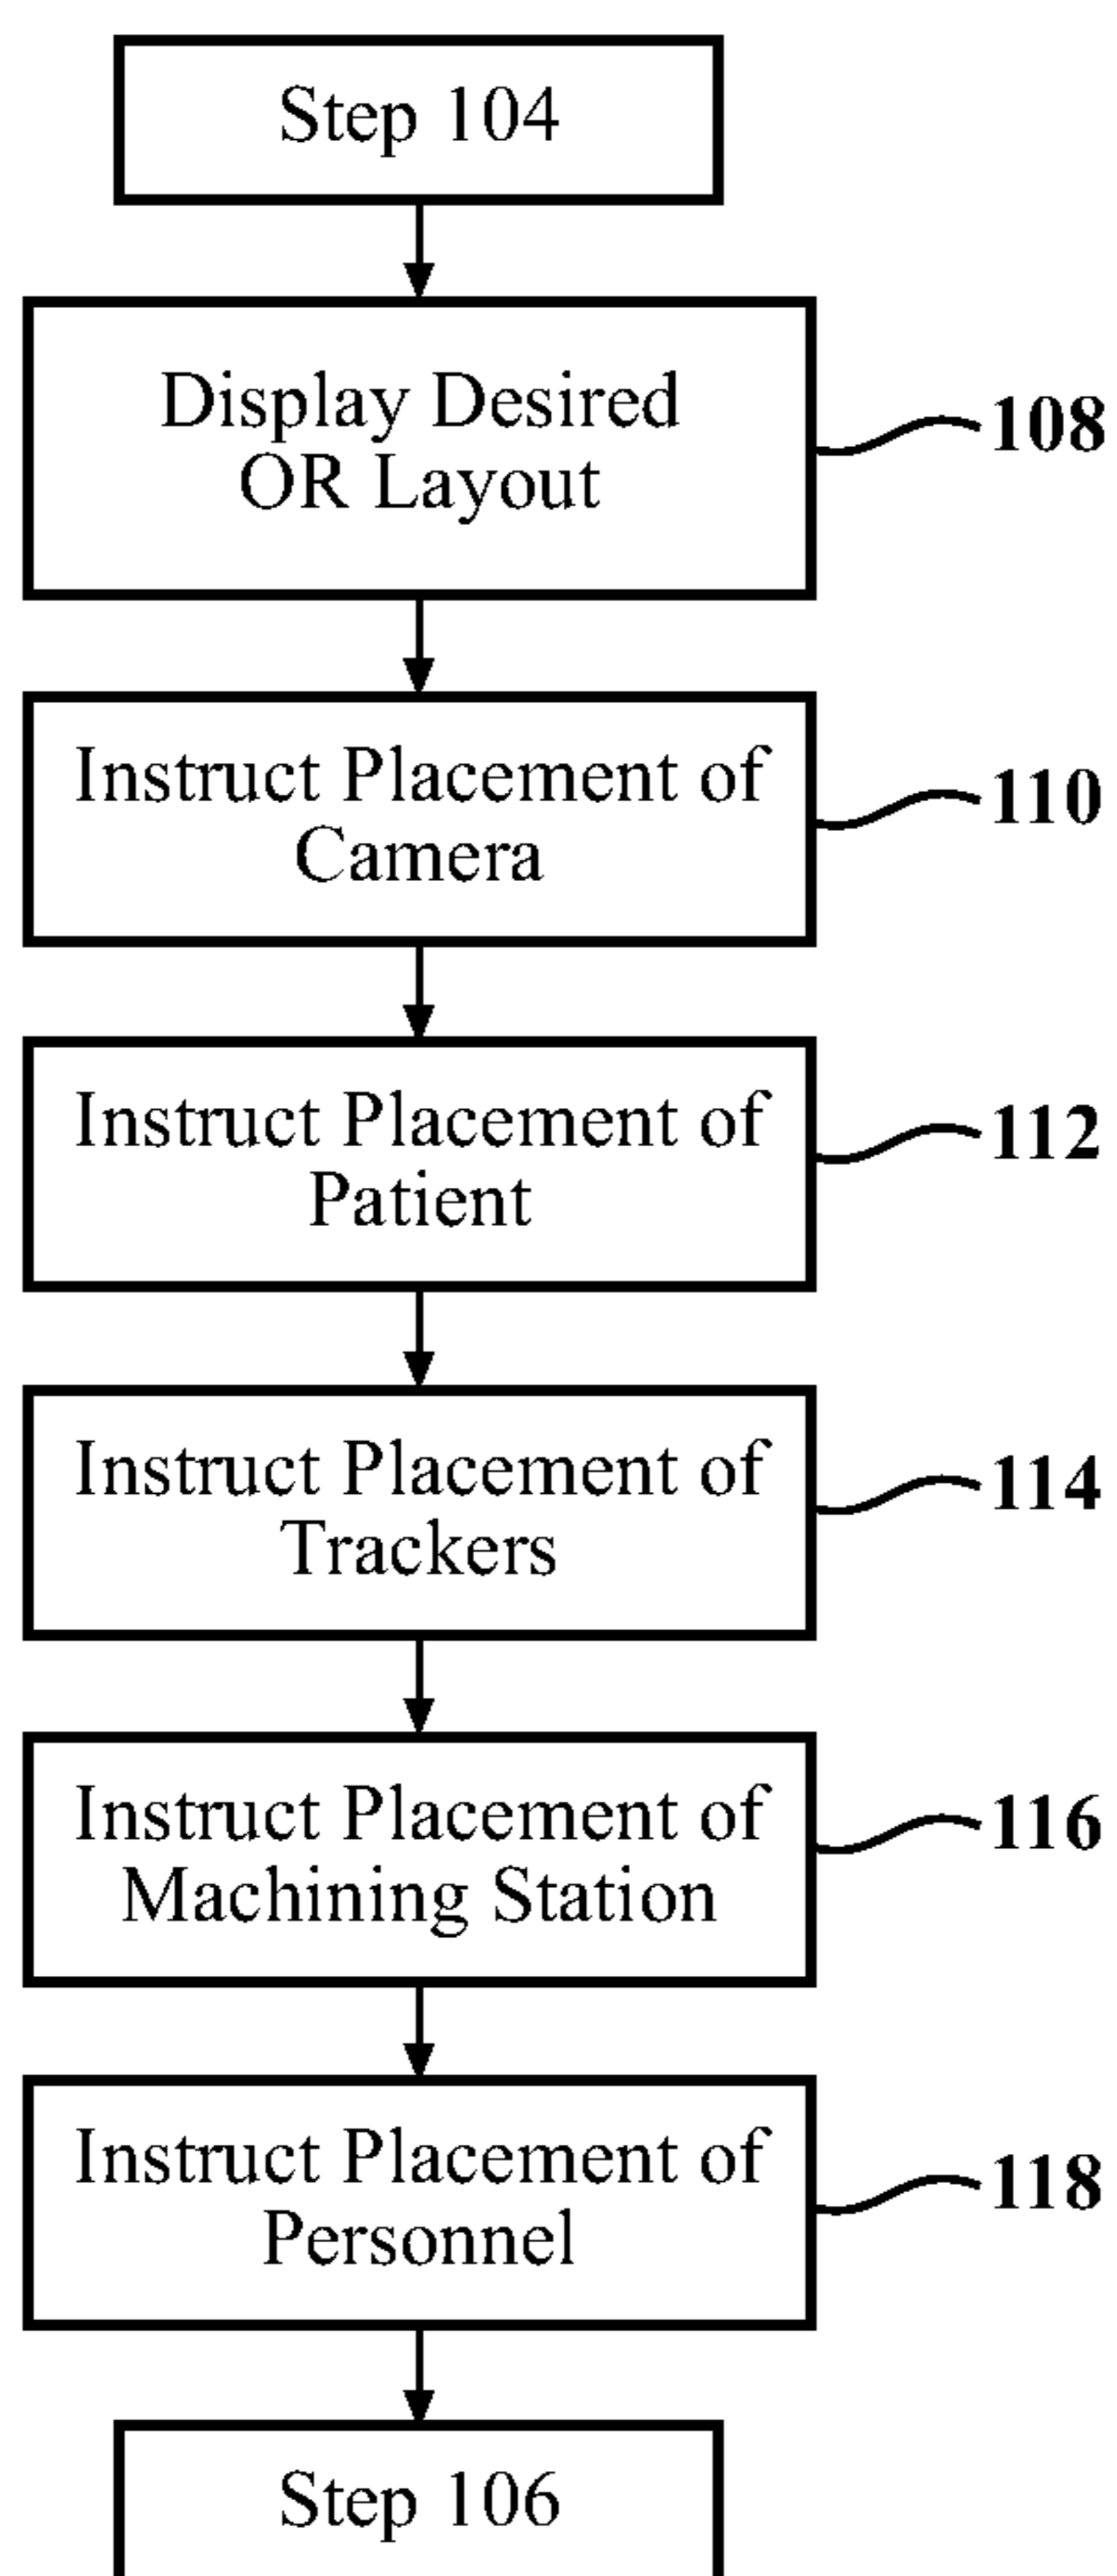 Step 104
Display Desired
OR Layout
108
Instruct Placement of
Camera
110
Instruct Placement of
Patient
112
Instruct Placement of
Trackers
114
Instruct Placement of
Machining Station
116
Instruct Placement of
Personnel
118
Step 106